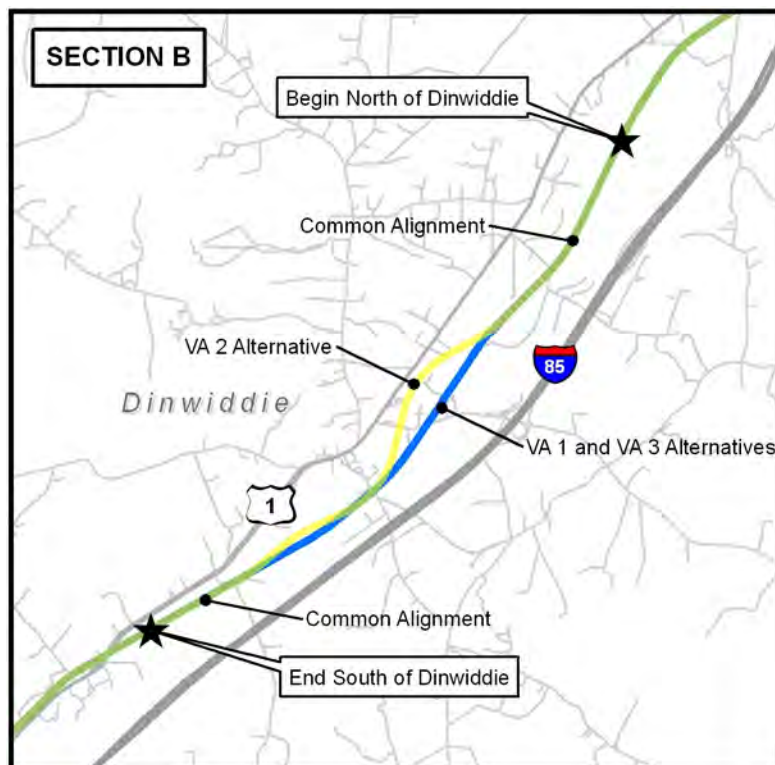 SECTION B
Begin North of Dinwiddie
Common Alignment
VA 2 Alternative
85
Dinwiddie
VA 1 and VA 3 Alternatives
1
Common Alignment
End South of Dinwiddie